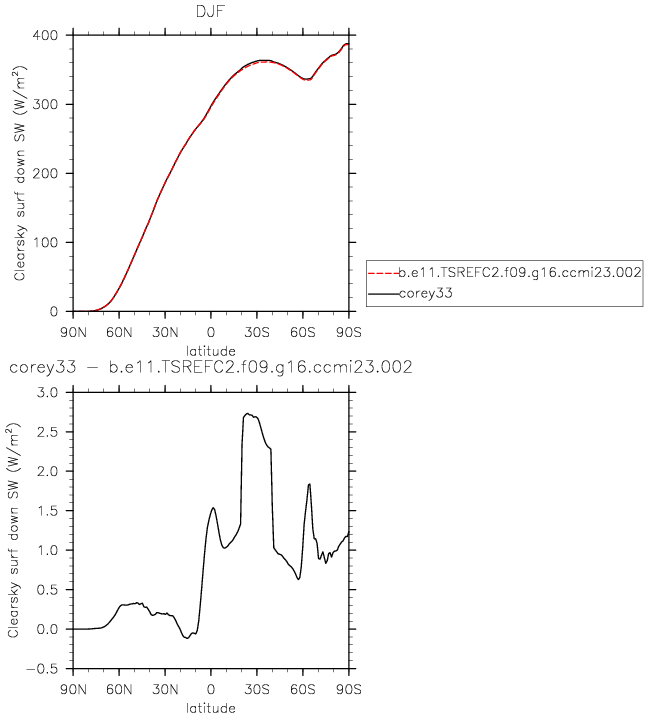 DJF
400
300
200
100
0
Clearsky surf down SW (W/m²)
90N 60N 30N 0 30S 60S 90S
latitude
b.e11.TSREFC2.f09.g16.ccmi23.002
corey33
corey33 − b.e11.TSREFC2.f09.g16.ccmi23.002
3.0
2.5
2.0
1.5
1.0
0.5
0.0
−0.5
Clearsky surf down SW (W/m²)
90N 60N 30N 0 30S 60S 90S
latitude